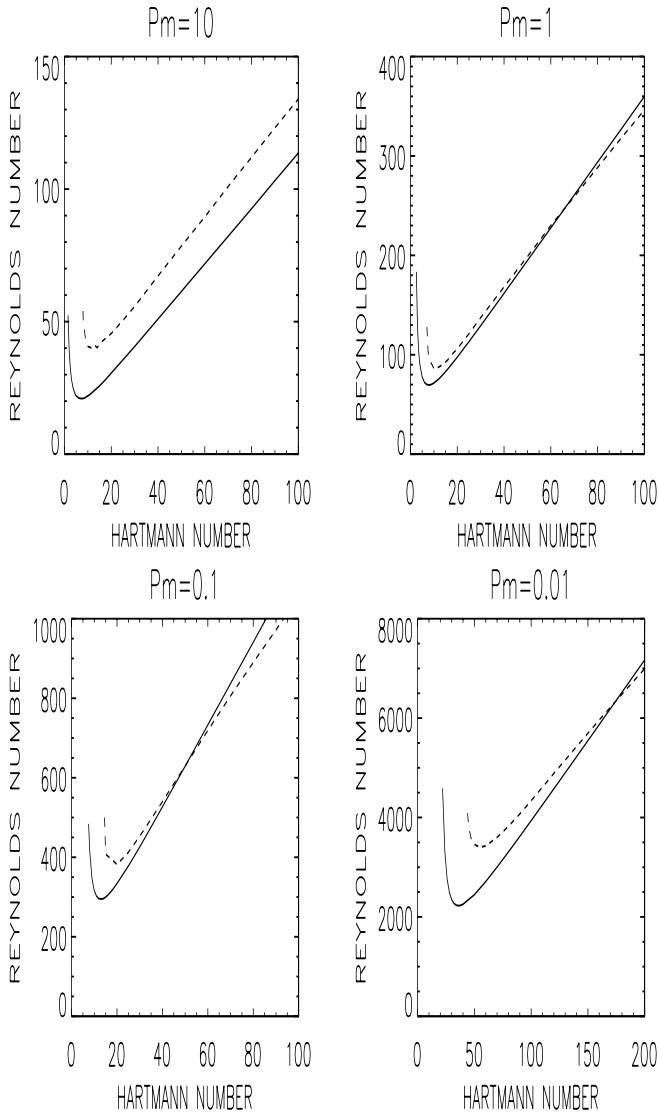 Pm=10
150
100
50
0
REYNOLDS NUMBER
0 20 40 60 80 100
HARTMANN NUMBER
Pm=1
400
300
200
100
0
REYNOLDS NUMBER
0 20 40 60 80 100
HARTMANN NUMBER
Pm=0.1
1000
800
600
400
200
0
REYNOLDS NUMBER
0 20 40 60 80 100
HARTMANN NUMBER
Pm=0.01
8000
6000
4000
2000
0
REYNOLDS NUMBER
0 50 100 150 200
HARTMANN NUMBER